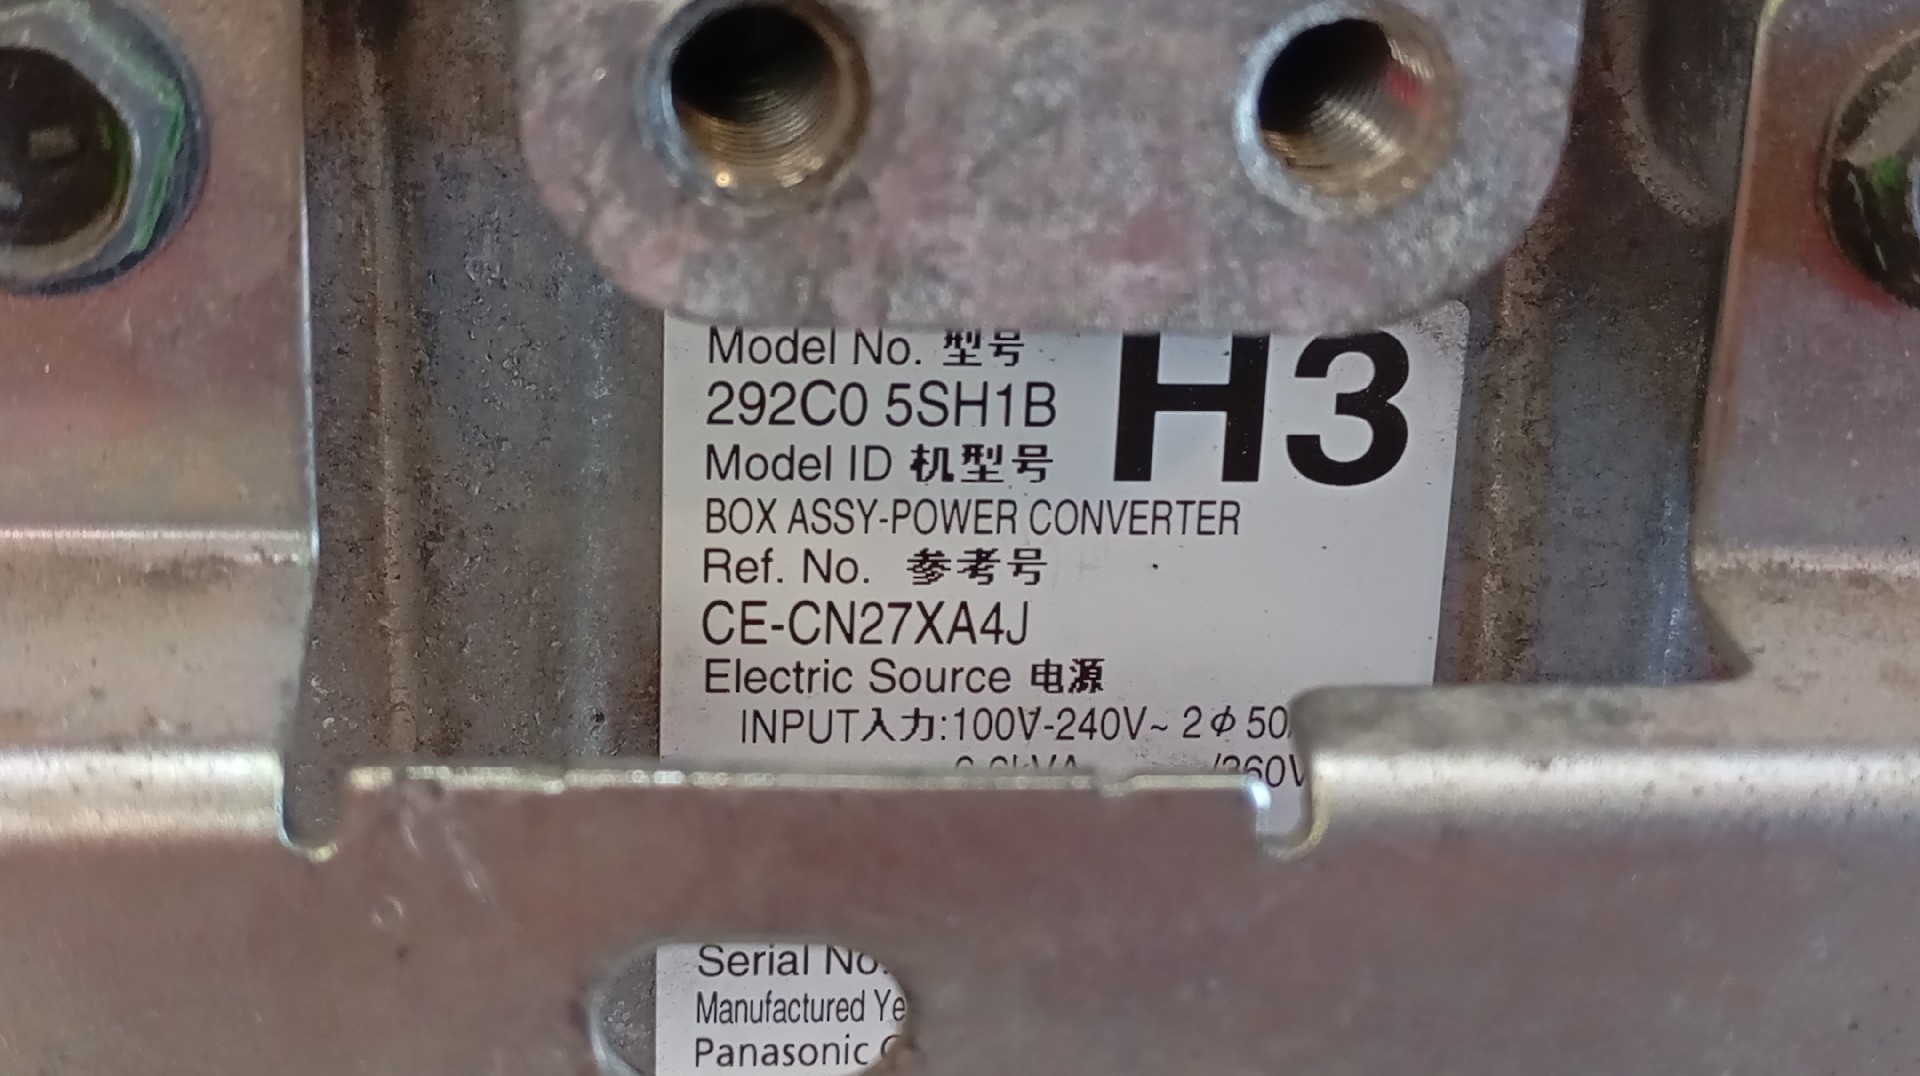 Model No. 型号
H3
292C0 5SH1B
Model ID 机型号
BOX ASSY-POWER CONVERTER
Ref. No. 参考号
CE-CN27XA4J
Electric Source 电源
INPUT入力:100V-240V~ 2ϕ 50
Serial No.
Manufactured
Panasonic